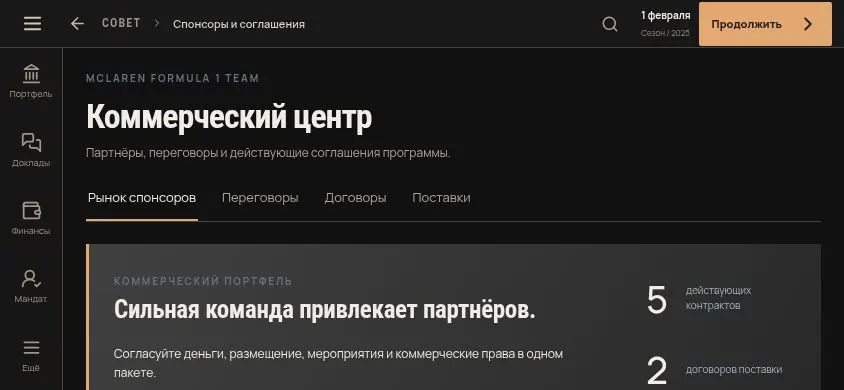 СОВЕТ
Спонсоры и соглашения
1 февраля
Сезон / 2025
Продолжить
Портфель
Доклады
Финансы
Мандат
Ещё
MCLAREN FORMULA 1 TEAM
Коммерческий центр
Партнёры, переговоры и действующие соглашения программы.
Рынок спонсоров
Переговоры
Договоры
Поставки
КОММЕРЧЕСКИЙ ПОРТФЕЛЬ
Сильная команда привлекает партнёров.
Согласуйте деньги, размещение, мероприятия и коммерческие права в одном
пакете.
5
действующих
контрактов
2
договоров поставки